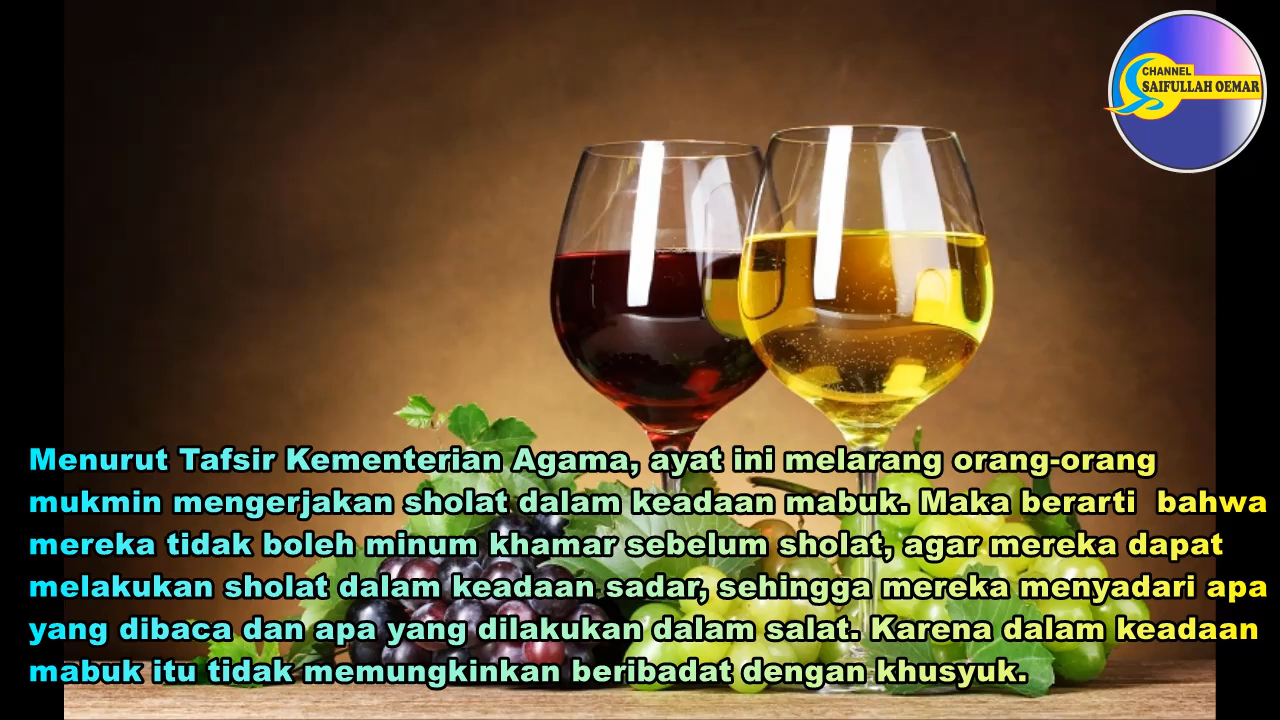 CHANNEL
SAIFULLAH OEMAR
Menurut Tafsir Kementerian Agama, ayat ini melarang orang-orang
mukmin mengerjakan sholat dalam keadaan mabuk. Maka berarti bahwa
mereka tidak boleh minum khamar sebelum sholat, agar mereka dapat
melakukan sholat dalam keadaan sadar, sehingga mereka menyadari apa
yang dibaca dan apa yang dilakukan dalam salat. Karena dalam keadaan
mabuk itu tidak memungkinkan beribadat dengan khusyuk.